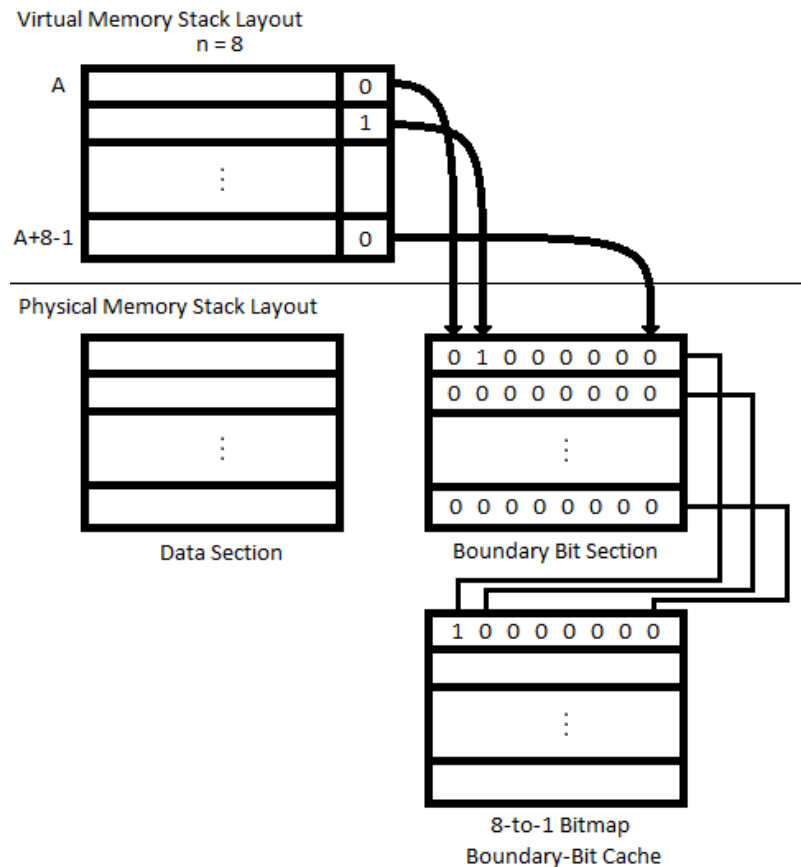 Virtual Memory Stack Layout
n = 8
A
0
1
⋮
A+8-1
0
Physical Memory Stack Layout
0 1 0 0 0 0 0 0
0 0 0 0 0 0 0 0
⋮
⋮
0 0 0 0 0 0 0 0
Data Section
Boundary Bit Section
1 0 0 0 0 0 0 0
⋮
8-to-1 Bitmap
Boundary-Bit Cache